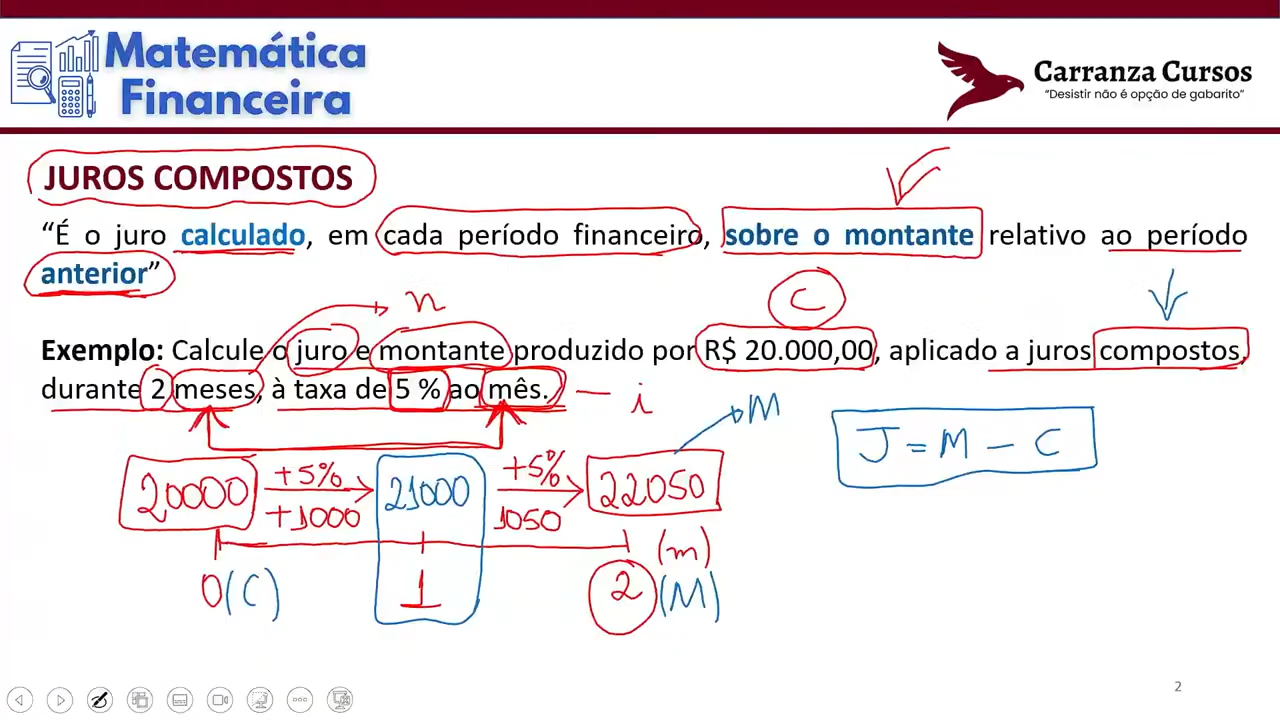 Matemática
Financeira
Carranza Cursos
“Desistir não é opção de gabarito”
JUROS COMPOSTOS
“É o juro calculado, em cada período financeiro, sobre o montante relativo ao período
anterior”
n
C
Exemplo: Calcule o juro e montante produzido por R$ 20.000,00, aplicado a juros compostos,
durante 2 meses, à taxa de 5 % ao mês.
i
M
J = M - C
20000 +5% 21000 +5% 22050
+1000 1050
(m)
0 (C) 1 2 (M)
2